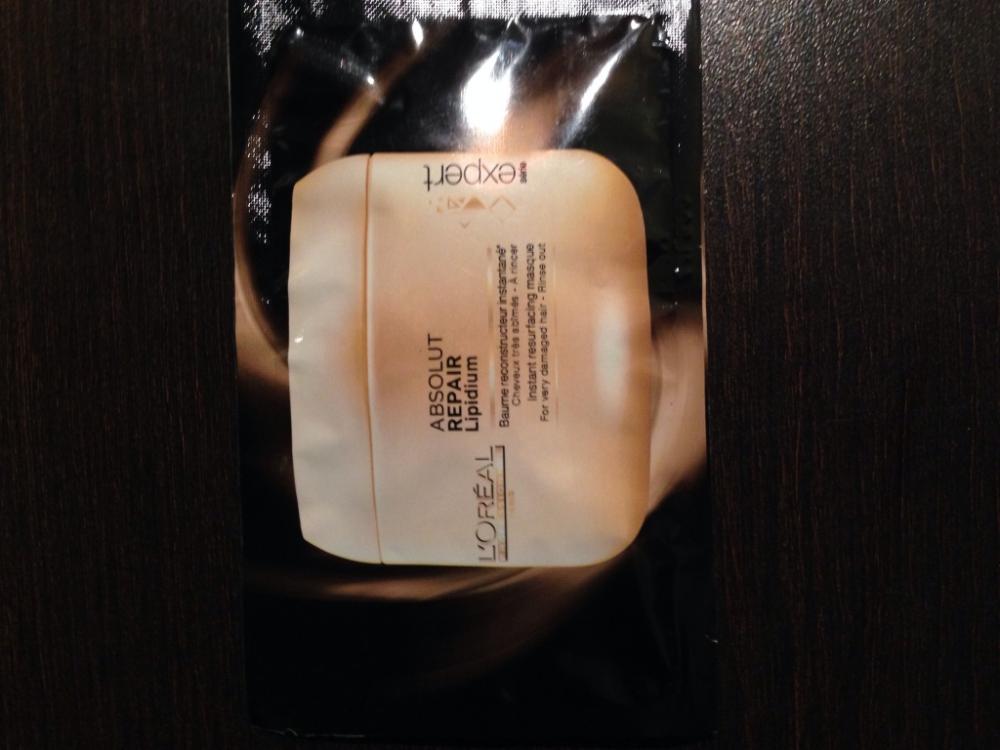 L'ORÉAL
ABSOLUT
REPAIR
Lipidium
Baume reconstructeur instantané*
Cheveux très abîmés - À rincer
Instant resurfacing masque
For very damaged hair - Rinse out
série
expert